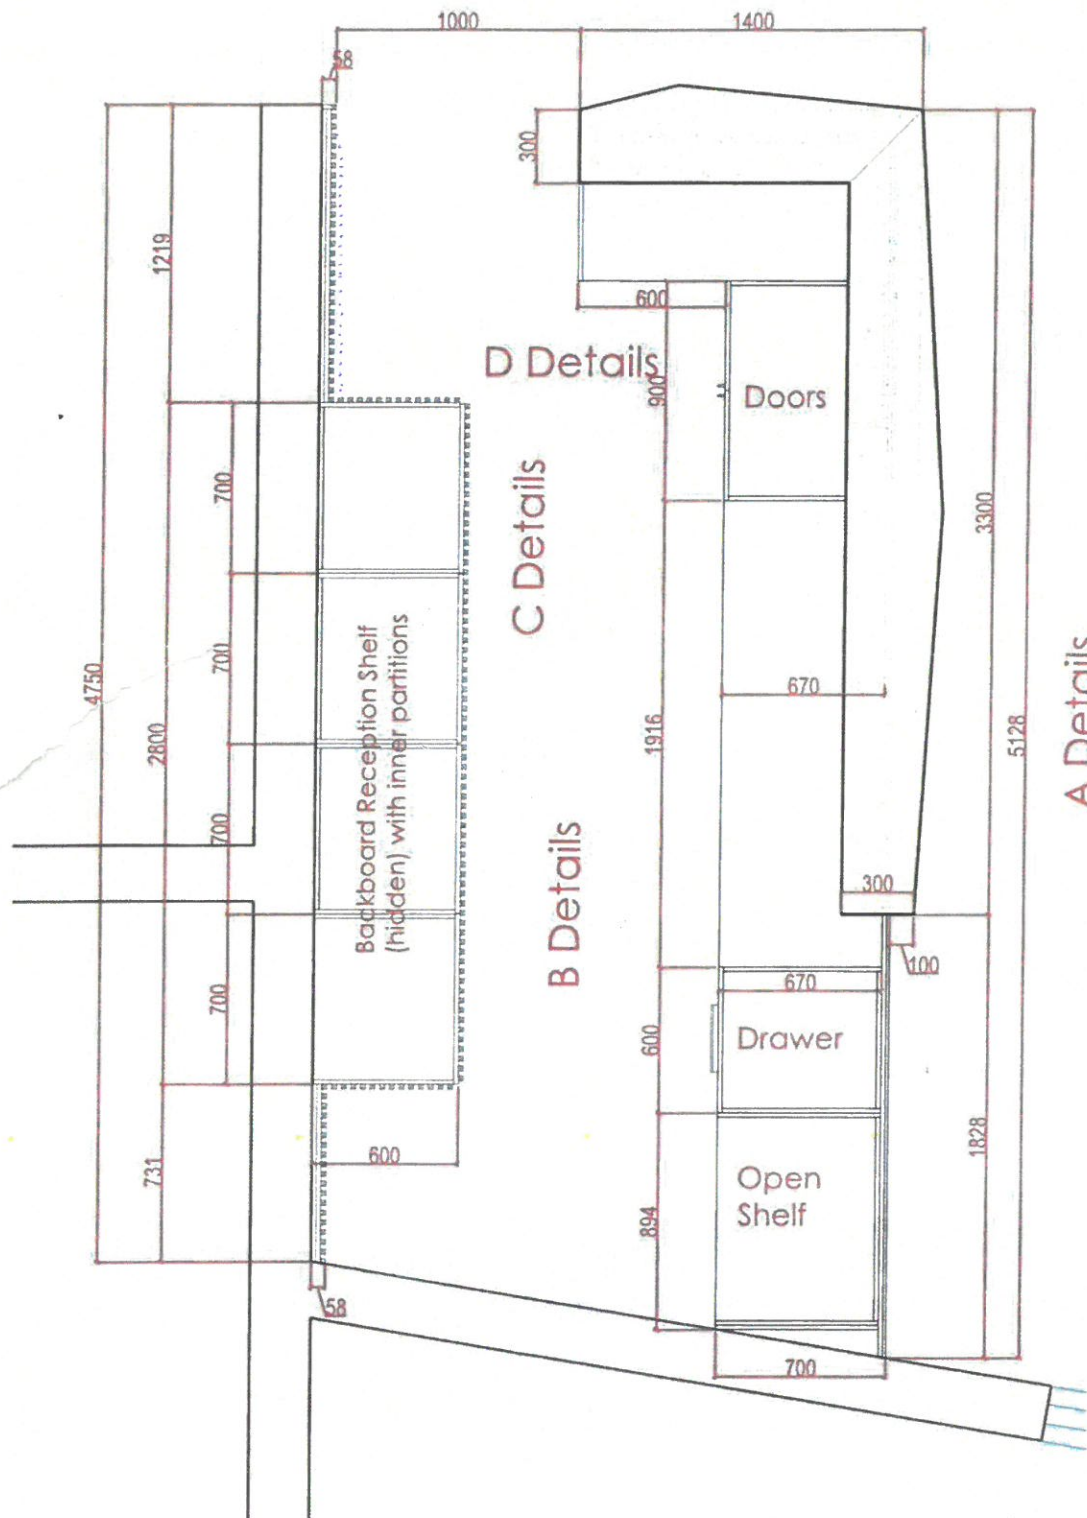 1000
1400
58
300
1219
600
D Details
900
Doors
700
C Details
3300
700
4750
2800
Backboard Reception Shelf
(hidden) with inner partitions
670
1916
5128
A Details
700
B Details
300
100
700
670
600
Drawer
1828
731
600
Open
Shelf
894
58
700